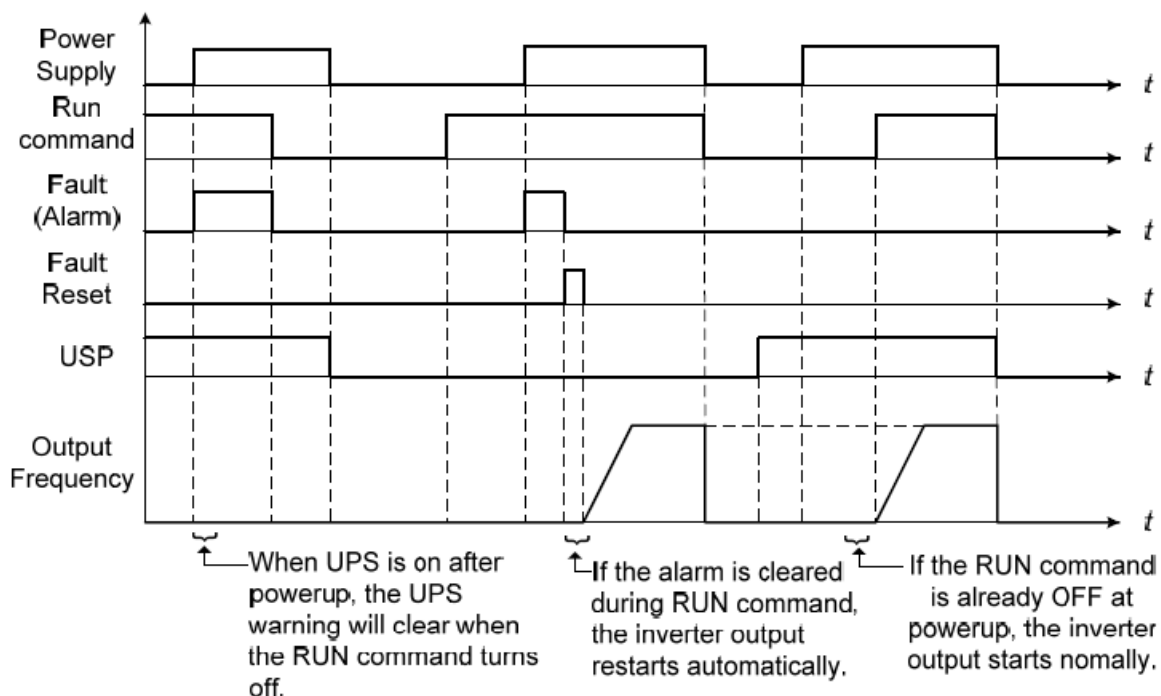 Power
Supply
t
Run
command
t
Fault
(Alarm)
t
Fault
Reset
t
USP
t
Output
Frequency
t
When UPS is on after
powerup, the UPS
warning will clear when
the RUN command turns
off.
If the alarm is cleared
during RUN command,
the inverter output
restarts automatically.
If the RUN command
is already OFF at
powerup, the inverter
output starts nomally.